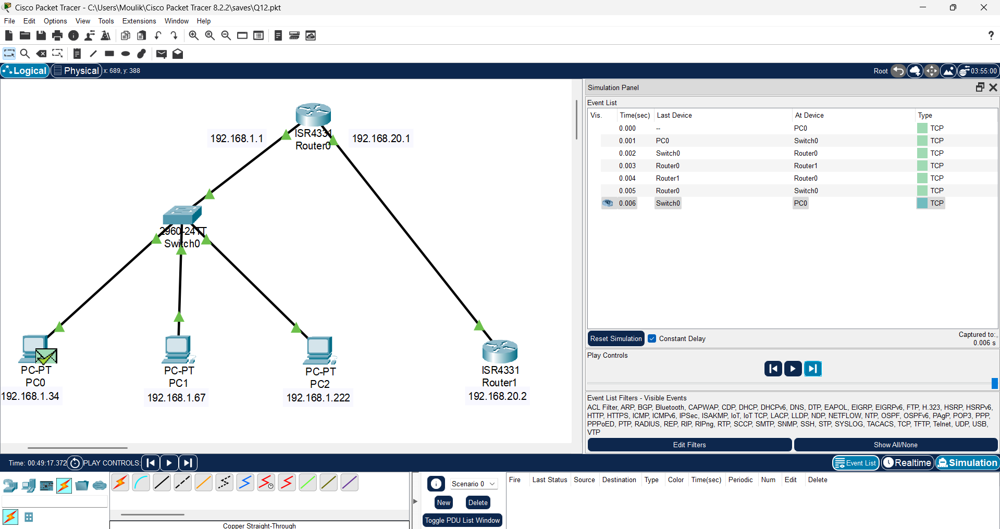 Cisco Packet Tracer - C:\Users\Moulik\Cisco Packet Tracer 8.2.2\saves\Q12.pkt
File Edit Options View Tools Extensions Window Help
?
Logical Physical x: 689, y: 388 Root 03:55:00
192.168.1.1
ISR4331
Router0
192.168.20.1
2960-24TT
Switch0
PC-PT
PC0
192.168.1.34
PC-PT
PC1
192.168.1.67
PC-PT
PC2
192.168.1.222
ISR4331
Router1
192.168.20.2
Simulation Panel
Event List
Vis. Time(sec) Last Device At Device Type
0.000 -- PC0 TCP
0.001 PC0 Switch0 TCP
0.002 Switch0 Router0 TCP
0.003 Router0 Router1 TCP
0.004 Router1 Router0 TCP
0.005 Router0 Switch0 TCP
0.006 Switch0 PC0 TCP
Reset Simulation Constant Delay
Captured to:
0.006 s
Play Controls
Event List Filters - Visible Events
ACL Filter, ARP, BGP, Bluetooth, CAPWAP, CDP, DHCP, DHCPv6, DNS, DTP, EAPOL, EIGRP, EIGRPv6, FTP, H.323, HSRP, HSRPv6,
HTTP, HTTPS, ICMP, ICMPv6, IPSec, ISAKMP, IoT, IoT TCP, LACP, LLDP, NDP, NETFLOW, NTP, OSPF, OSPFv6, PAgP, POP3, PPP,
PPPoED, PTP, RADIUS, REP, RIP, RIPng, RTP, SCCP, SMTP, SNMP, SSH, STP, SYSLOG, TACACS, TCP, TFTP, Telnet, UDP, USB,
VTP
Edit Filters Show All/None
Time: 00:49:17.372 PLAY CONTROLS: Event List Realtime Simulation
Copper Straight-Through
Scenario 0
New Delete
Toggle PDU List Window
Fire Last Status Source Destination Type Color Time(sec) Periodic Num Edit Delete